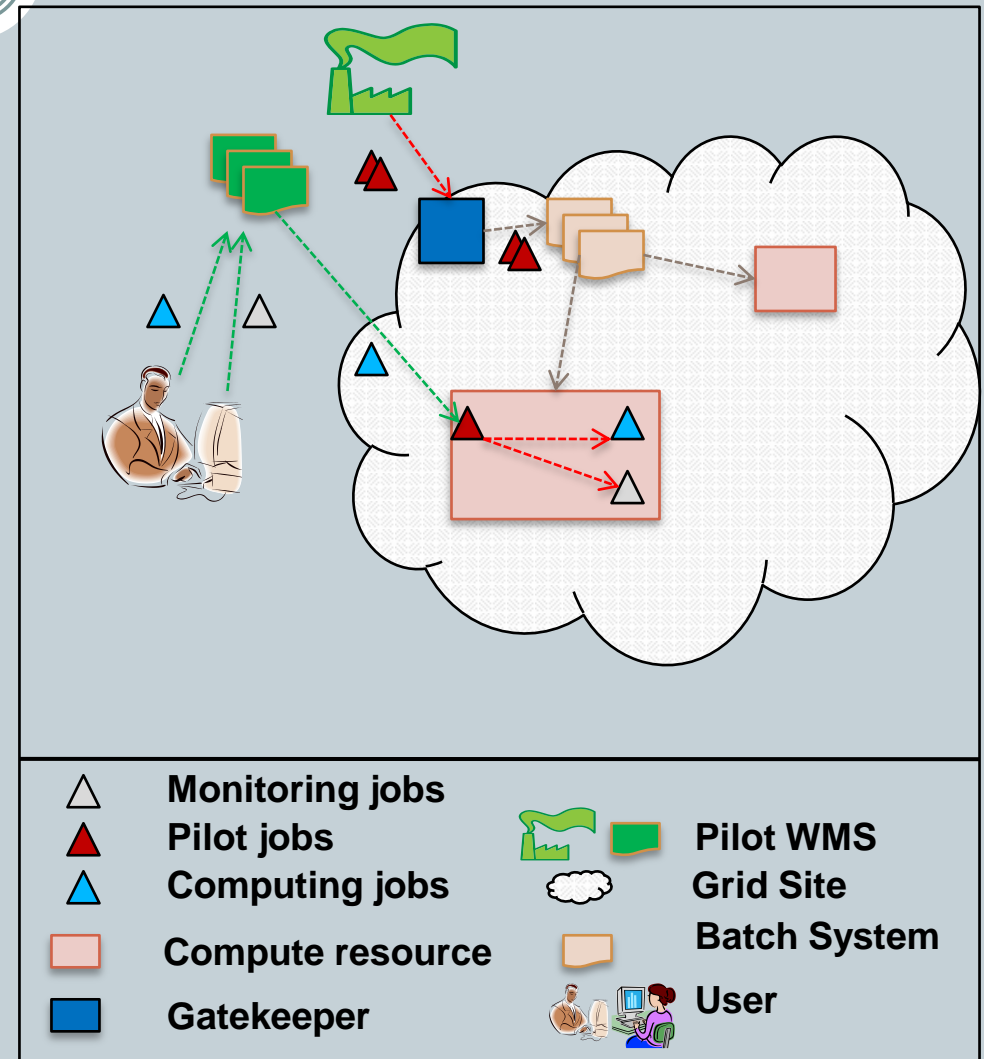 Monitoring jobs
Pilot jobs
Computing jobs
Compute resource
Gatekeeper
Pilot WMS
Grid Site
Batch System
User